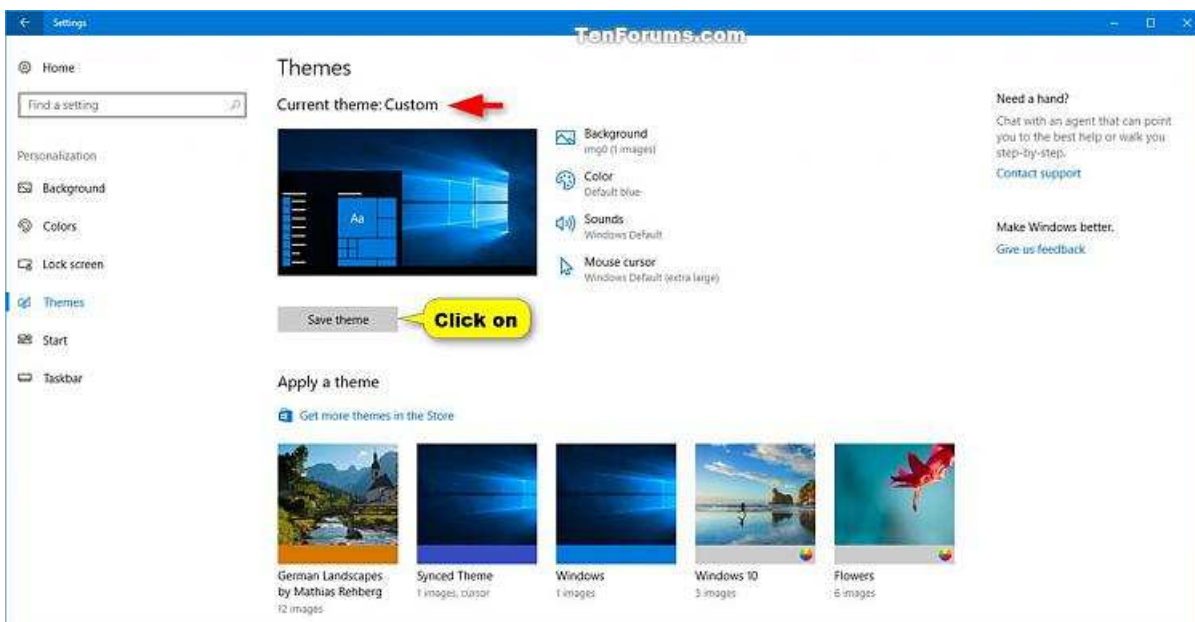 Settings
TenForums.com
Home
Find a setting
Personalization
Background
Colors
Lock screen
Themes
Start
Taskbar
Themes
Current theme: Custom
Aa
Background
img0 (1 images)
Color
Default blue
Sounds
Windows Default
Mouse cursor
Windows Default (extra large)
Save theme
Click on
Apply a theme
Get more themes in the Store
German Landscapes
by Mathias Rehberg
12 images
Synced Theme
1 images, cursor
Windows
1 images
Windows 10
3 images
Flowers
6 images
Need a hand?
Chat with an agent that can point
you to the best help or walk you
step-by-step.
Contact support
Make Windows better.
Give us feedback